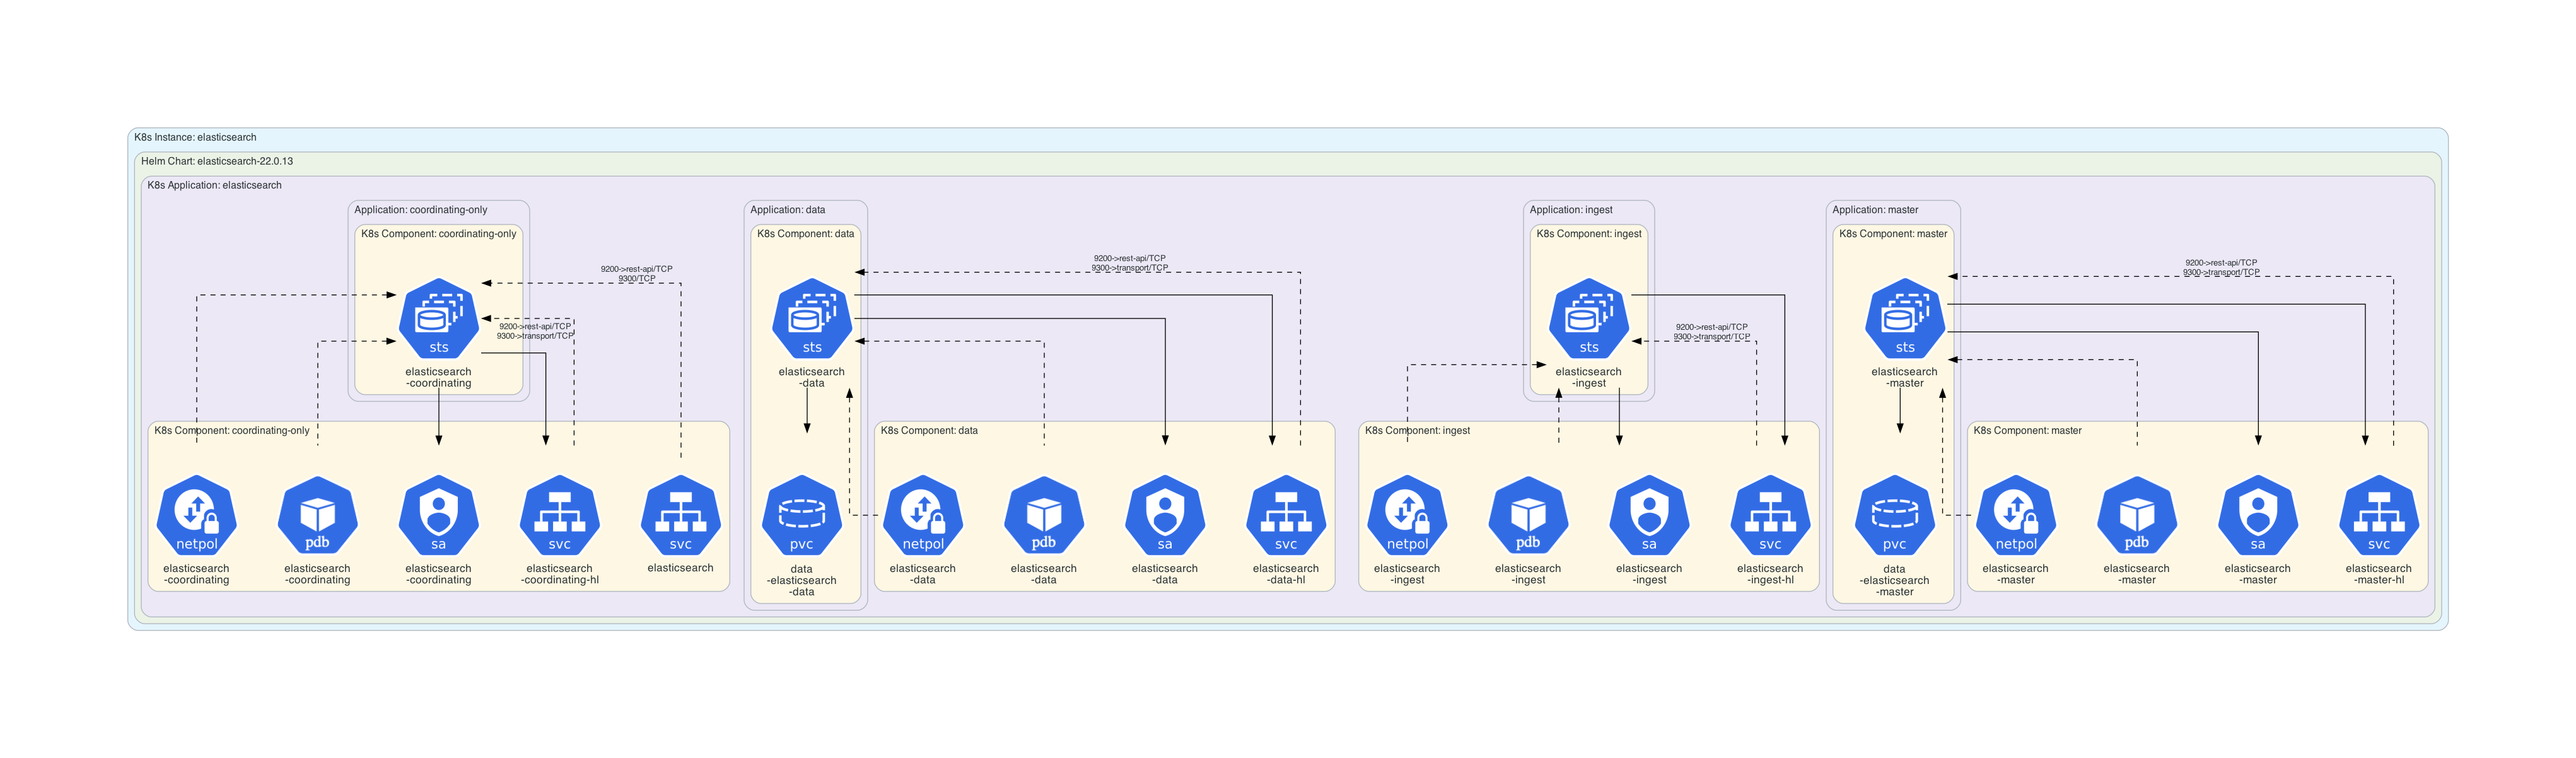 K8s Instance: elasticsearch
Helm Chart: elasticsearch-22.0.13
K8s Application: elasticsearch
Application: coordinating-only
K8s Component: coordinating-only
sts
elasticsearch
-coordinating
9200->rest-api/TCP
9300/TCP
9200->rest-api/TCP
9300->transport/TCP
K8s Component: coordinating-only
netpol
elasticsearch
-coordinating
pdb
elasticsearch
-coordinating
sa
elasticsearch
-coordinating
svc
elasticsearch
-coordinating-hl
svc
elasticsearch
Application: data
K8s Component: data
sts
elasticsearch
-data
pvc
data
-elasticsearch
-data
9200->rest-api/TCP
9300->transport/TCP
K8s Component: data
netpol
elasticsearch
-data
pdb
elasticsearch
-data
sa
elasticsearch
-data
svc
elasticsearch
-data-hl
Application: ingest
K8s Component: ingest
sts
elasticsearch
-ingest
9200->rest-api/TCP
9300->transport/TCP
K8s Component: ingest
netpol
elasticsearch
-ingest
pdb
elasticsearch
-ingest
sa
elasticsearch
-ingest
svc
elasticsearch
-ingest-hl
Application: master
K8s Component: master
sts
elasticsearch
-master
pvc
data
-elasticsearch
-master
9200->rest-api/TCP
9300->transport/TCP
K8s Component: master
netpol
elasticsearch
-master
pdb
elasticsearch
-master
sa
elasticsearch
-master
svc
elasticsearch
-master-hl